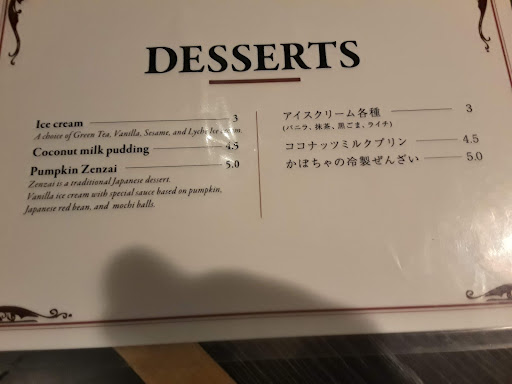 DESSERTS
Ice cream 3
A choice of Green Tea, Vanilla, Sesame, and Lychee Ice cream.
Coconut milk pudding 4.5
Pumpkin Zenzai 5.0
Zenzai is a traditional Japanese dessert.
Vanilla ice cream with special sauce based on pumpkin,
Japanese red bean, and mochi balls.
アイスクリーム各種 3
(バニラ、抹茶、黒ごま、ライチ)
ココナッツミルクプリン 4.5
かぼちゃの冷製ぜんざい 5.0